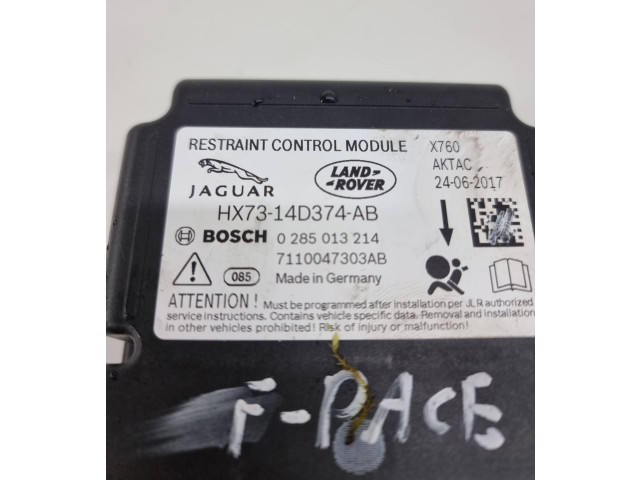 RESTRAINT CONTROL MODULE X760
AKTAC
24-06-2017
JAGUAR LAND ROVER
HX73-14D374-AB
BOSCH 0 285 013 214
7110047303AB
085 Made in Germany
ATTENTION ! Must be programmed after installation per JLR authorized
service instructions. Contains vehicle specific data. Removal and installation
in other vehicles prohibited! Risk of injury or malfunction!
F-PACE